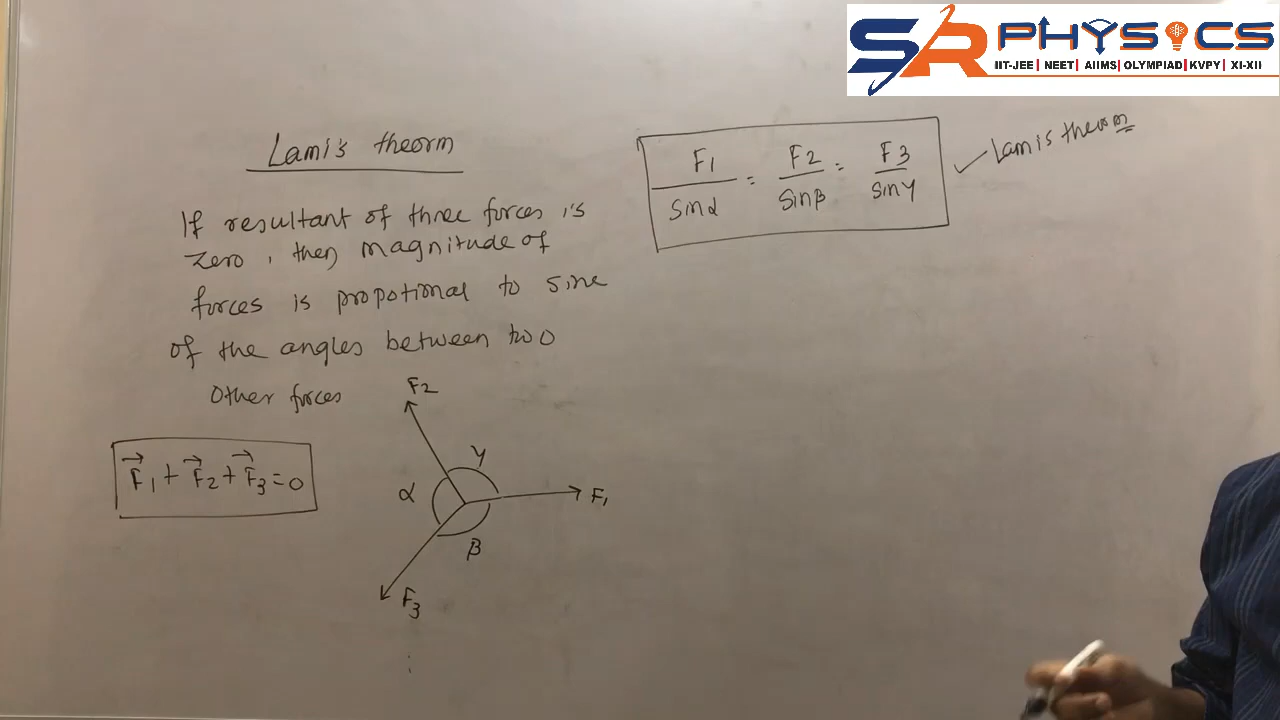 SR PHYSICS
IIT-JEE | NEET | AIIMS | OLYMPIAD | KVPY | XI-XII
Lami's theorm
If resultant of three forces is
zero, then magnitude of
forces is propotional to sine
of the angles between two
other forces
F1/sinα = F2/sinβ = F3/sinγ
Lamis theorm
F⃗1 + F⃗2 + F⃗3 = 0
F2
γ
α
F1
β
F3